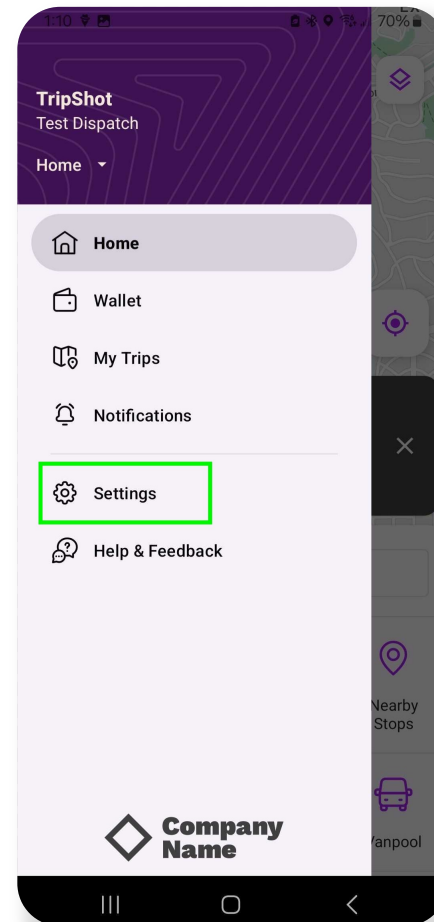 1:10
70%
TripShot
Test Dispatch
Home
Home
Wallet
My Trips
Notifications
Settings
Help & Feedback
Nearby
Stops
Vanpool
Company
Name